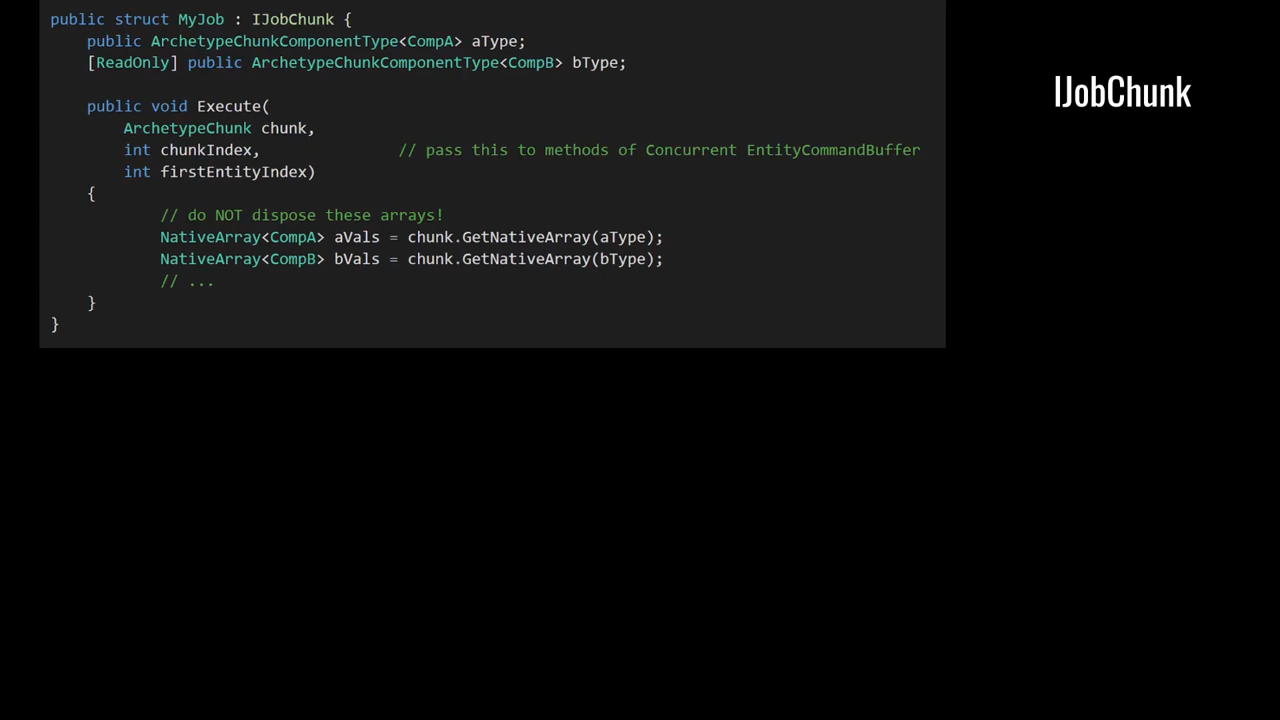 public struct MyJob : IJobChunk {
    public ArchetypeChunkComponentType<CompA> aType;
    [ReadOnly] public ArchetypeChunkComponentType<CompB> bType;
    public void Execute(
        ArchetypeChunk chunk,
        int chunkIndex,               // pass this to methods of Concurrent EntityCommandBuffer
        int firstEntityIndex)
    {
            // do NOT dispose these arrays!
            NativeArray<CompA> aVals = chunk.GetNativeArray(aType);
            NativeArray<CompB> bVals = chunk.GetNativeArray(bType);
            // ...
    }
}
IJobChunk